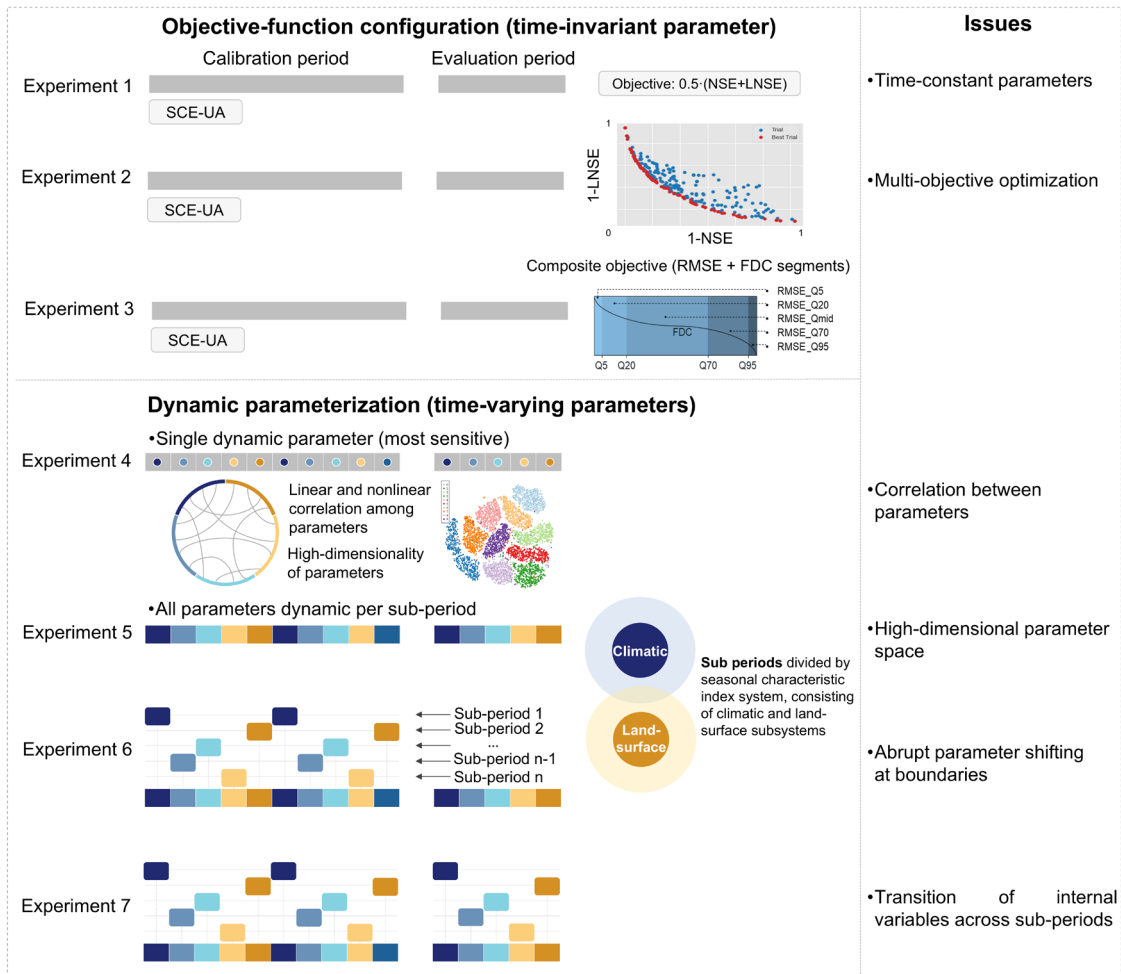 Objective-function configuration (time-invariant parameter)
Issues
Calibration period
Evaluation period
Experiment 1
SCE-UA
Objective: 0.5·(NSE+LNSE)
•Time-constant parameters
Experiment 2
SCE-UA
1
Trial
Best Trial
1-LNSE
0
1
1-NSE
•Multi-objective optimization
Composite objective (RMSE + FDC segments)
Experiment 3
SCE-UA
RMSE_Q5
RMSE_Q20
RMSE_Qmid
RMSE_Q70
RMSE_Q95
FDC
Q5
Q20
Q70
Q95
Dynamic parameterization (time-varying parameters)
•Single dynamic parameter (most sensitive)
Experiment 4
Linear and nonlinear
correlation among
parameters
High-dimensionality
of parameters
•Correlation between
parameters
•All parameters dynamic per sub-period
Experiment 5
•High-dimensional parameter
space
Climatic
Land-
surface
Sub periods divided by
seasonal characteristic
index system, consisting
of climatic and land-
surface subsystems
Experiment 6
Sub-period 1
Sub-period 2
...
Sub-period n-1
Sub-period n
•Abrupt parameter shifting
at boundaries
Experiment 7
•Transition of internal
variables across sub-periods